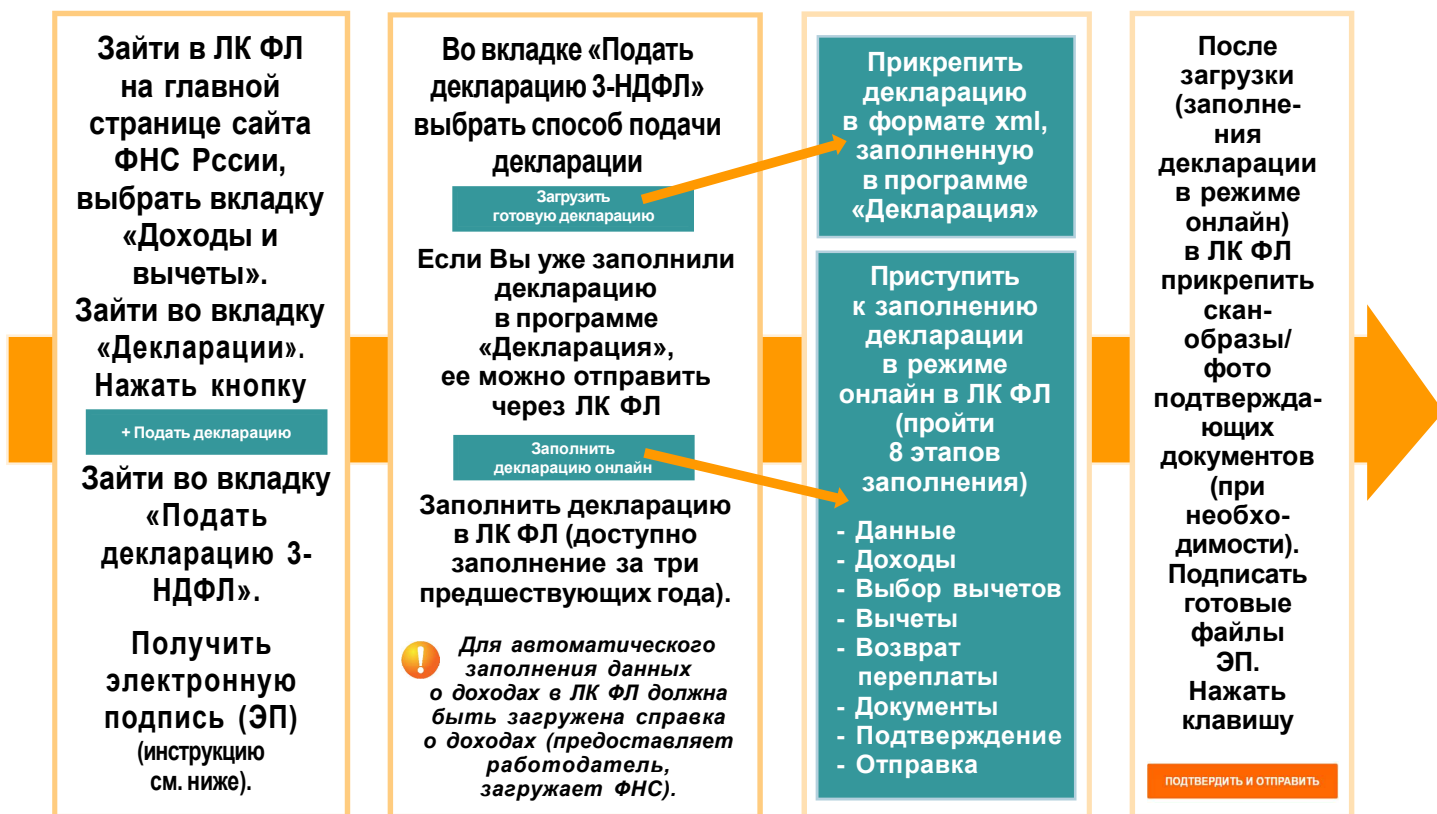 Зайти в ЛК ФЛ
на главной
странице сайта
ФНС Рссии,
выбрать вкладку
«Доходы и
вычеты».
Зайти во вкладку
«Декларации».
Нажать кнопку
+ Подать декларацию
Зайти во вкладку
«Подать
декларацию 3-
НДФЛ».
Получить
электронную
подпись (ЭП)
(инструкцию
см. ниже).
Во вкладке «Подать
декларацию 3-НДФЛ»
выбрать способ подачи
декларации
Загрузить
готовую декларацию
Если Вы уже заполнили
декларацию
в программе
«Декларация»,
ее можно отправить
через ЛК ФЛ
Заполнить
декларацию онлайн
Заполнить декларацию
в ЛК ФЛ (доступно
заполнение за три
предшествующих года).
Для автоматического
заполнения данных
о доходах в ЛК ФЛ должна
быть загружена справка
о доходах (предоставляет
работодатель,
загружает ФНС).
Прикрепить
декларацию
в формате xml,
заполненную
в программе
«Декларация»
Приступить
к заполнению
декларации
в режиме
онлайн в ЛК ФЛ
(пройти
8 этапов
заполнения)
- Данные
- Доходы
- Выбор вычетов
- Вычеты
- Возврат
переплаты
- Документы
- Подтверждение
- Отправка
После
загрузки
(заполне-
ния
декларации
в режиме
онлайн)
в ЛК ФЛ
прикрепить
скан-
образы/
фото
подтвержда-
ющих
документов
(при
необхо-
димости).
Подписать
готовые
файлы
ЭП.
Нажать
клавишу
ПОДТВЕРДИТЬ И ОТПРАВИТЬ